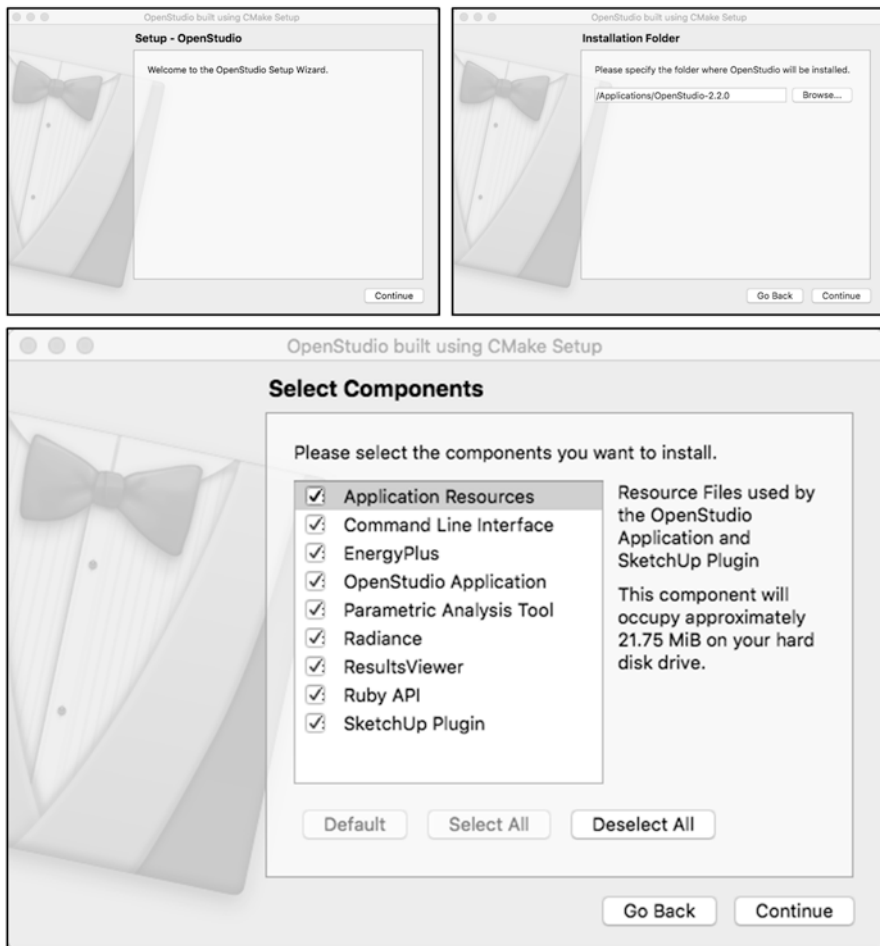 OpenStudio built using CMake Setup
Setup - OpenStudio
Welcome to the OpenStudio Setup Wizard.
Continue
OpenStudio built using CMake Setup
Installation Folder
Please specify the folder where OpenStudio will be installed.
/Applications/OpenStudio-2.2.0
Browse...
Go Back
Continue
OpenStudio built using CMake Setup
Select Components
Please select the components you want to install.
Application Resources
Command Line Interface
EnergyPlus
OpenStudio Application
Parametric Analysis Tool
Radiance
ResultsViewer
Ruby API
SketchUp Plugin
Resource Files used by
the OpenStudio
Application and
SketchUp Plugin
This component will
occupy approximately
21.75 MiB on your hard
disk drive.
Default
Select All
Deselect All
Go Back
Continue